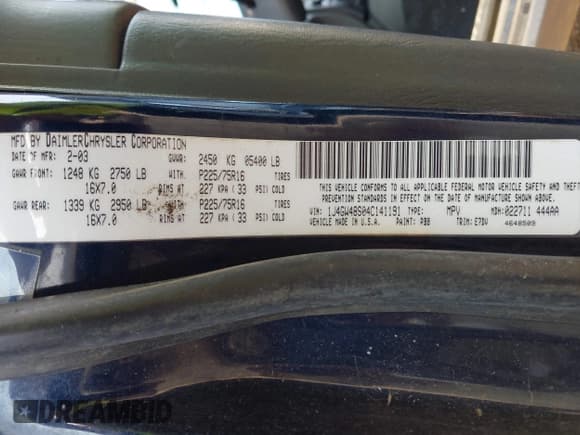 MFD BY DAIMLERCHRYSLER CORPORATION
DATE OF MFR: 2-03 GVWR: 2450 KG 05400 LB
GAWR FRONT: 1248 KG 2750 LB WITH P225/75R16 TIRES
16X7.0 RIMS AT 227 KPA ( 33 PSI) COLD
GAWR REAR: 1339 KG 2950 LB WITH P225/75R16 TIRES
16X7.0 RIMS AT 227 KPA ( 33 PSI) COLD
THIS VEHICLE CONFORMS TO ALL APPLICABLE FEDERAL MOTOR VEHICLE SAFETY, BUMPER, AND THEFT
PREVENTION STANDARDS IN EFFECT ON THE DATE OF MANUFACTURE SHOWN ABOVE.
VIN: 1J4GW48S04C141191 TYPE: MPV MDH: 022711 444AA
VEHICLE MADE IN U.S.A. PAINT: PBB TRIM: E7DV 4648509
DREAMBID